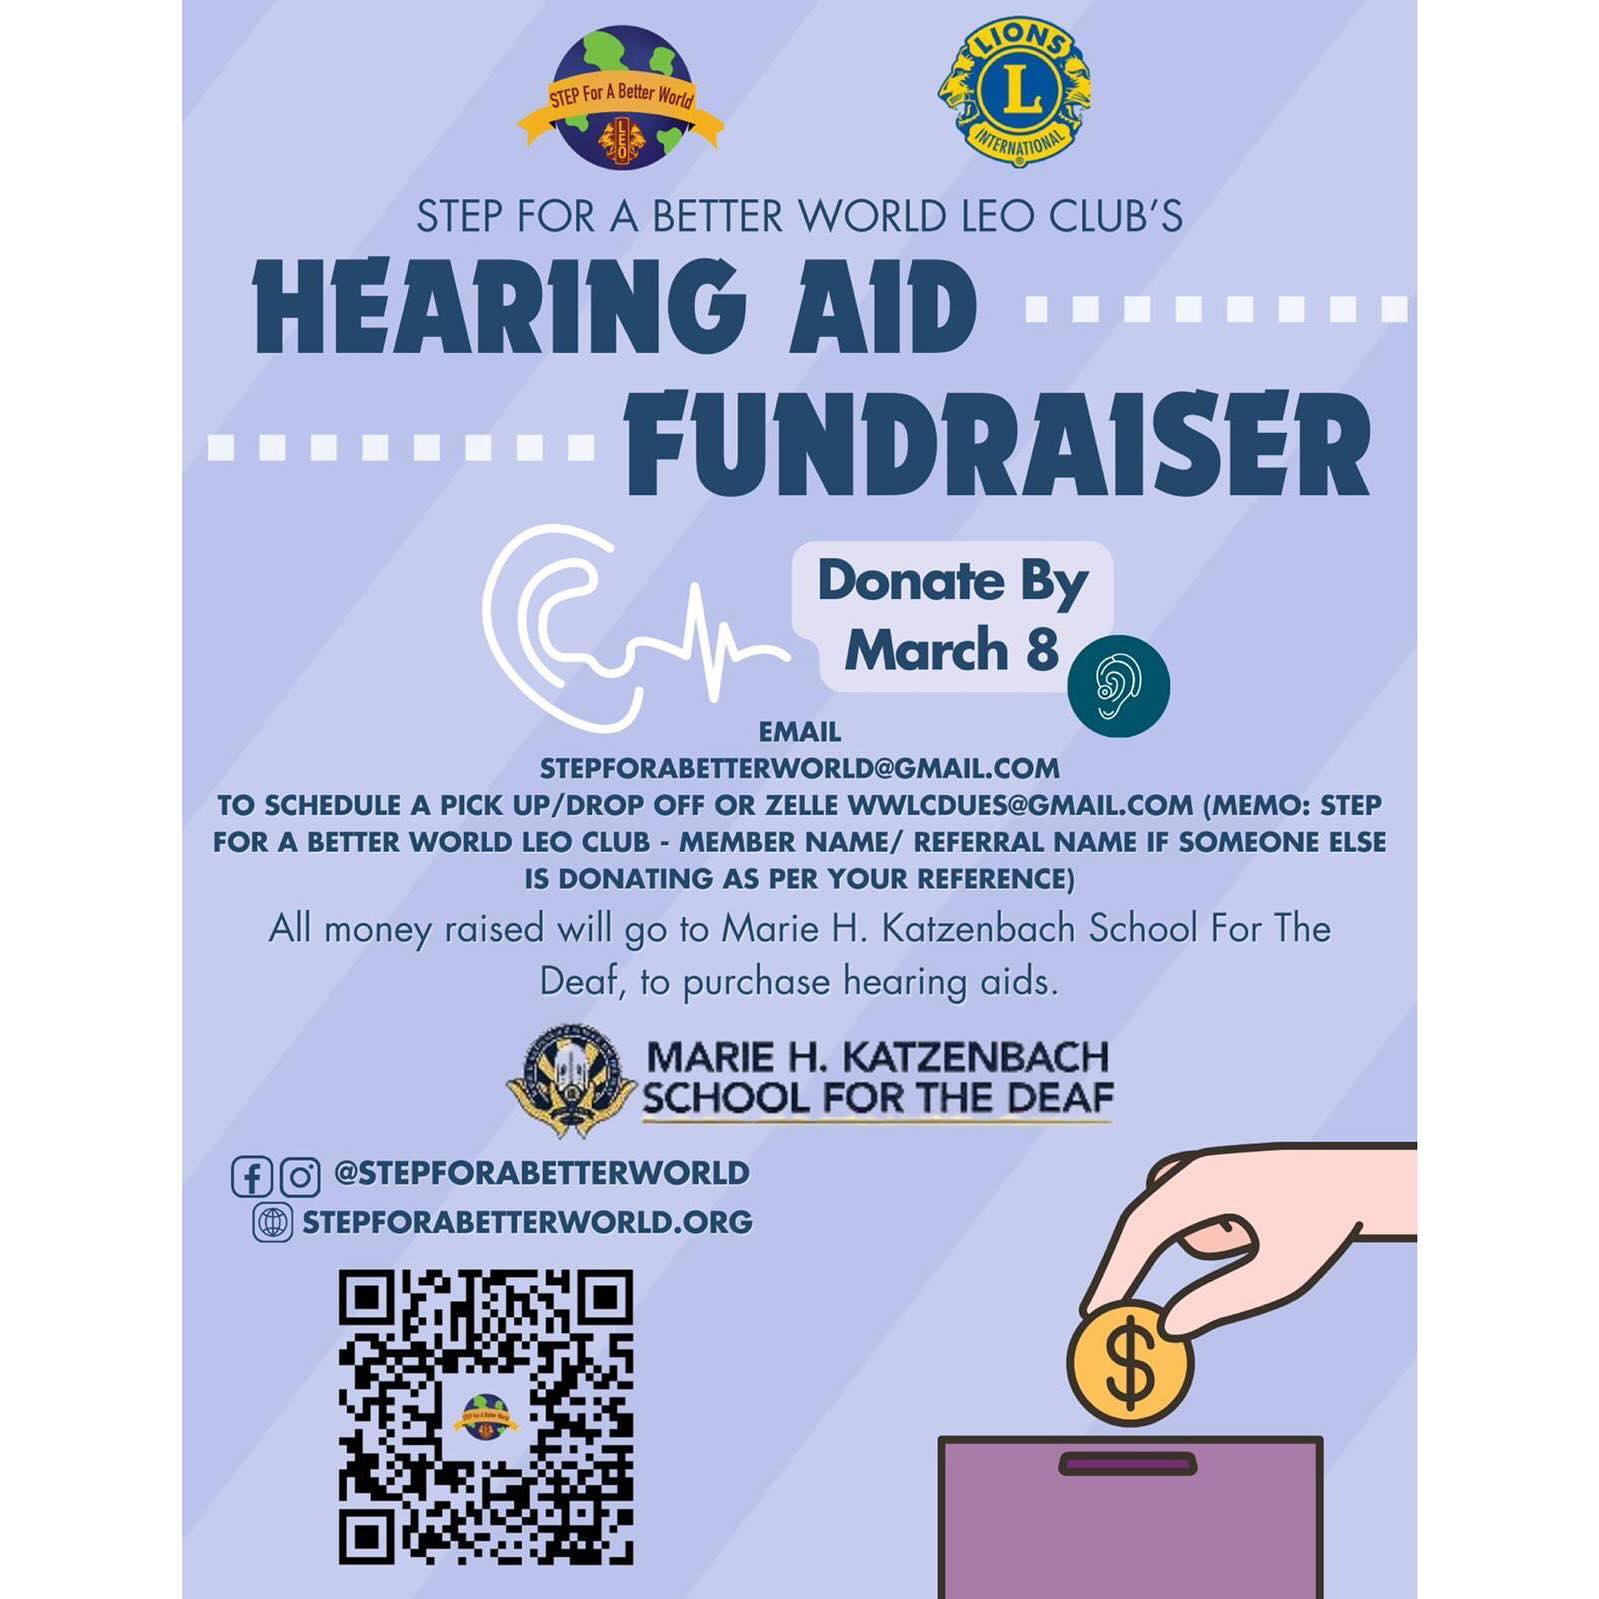 STEP For A Better World
LEO
LIONS
L
INTERNATIONAL
®
STEP FOR A BETTER WORLD LEO CLUB'S
HEARING AID
FUNDRAISER
Donate By
March 8
EMAIL
STEPFORABETTERWORLD@GMAIL.COM
TO SCHEDULE A PICK UP/DROP OFF OR ZELLE WWLCDUES@GMAIL.COM (MEMO: STEP
FOR A BETTER WORLD LEO CLUB - MEMBER NAME/ REFERRAL NAME IF SOMEONE ELSE
IS DONATING AS PER YOUR REFERENCE)
All money raised will go to Marie H. Katzenbach School For The
Deaf, to purchase hearing aids.
MARIE H. KATZENBACH
SCHOOL FOR THE DEAF
@STEPFORABETTERWORLD
STEPFORABETTERWORLD.ORG
STEP For A Better World
$